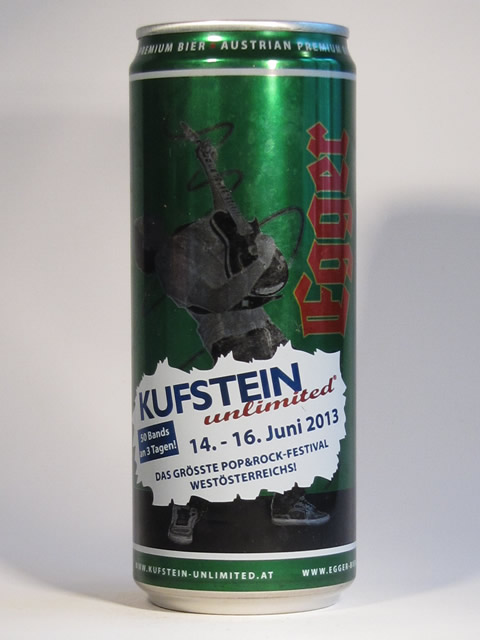 PREMIUM BIER • AUSTRIAN PREMIUM
Egger
KUFSTEIN
unlimited®
50 Bands
an 3 Tagen!
14. - 16. Juni 2013
DAS GRÖSSTE POP&ROCK-FESTIVAL
WESTÖSTERREICHS!
WWW.KUFSTEIN-UNLIMITED.AT
WWW.EGGER-